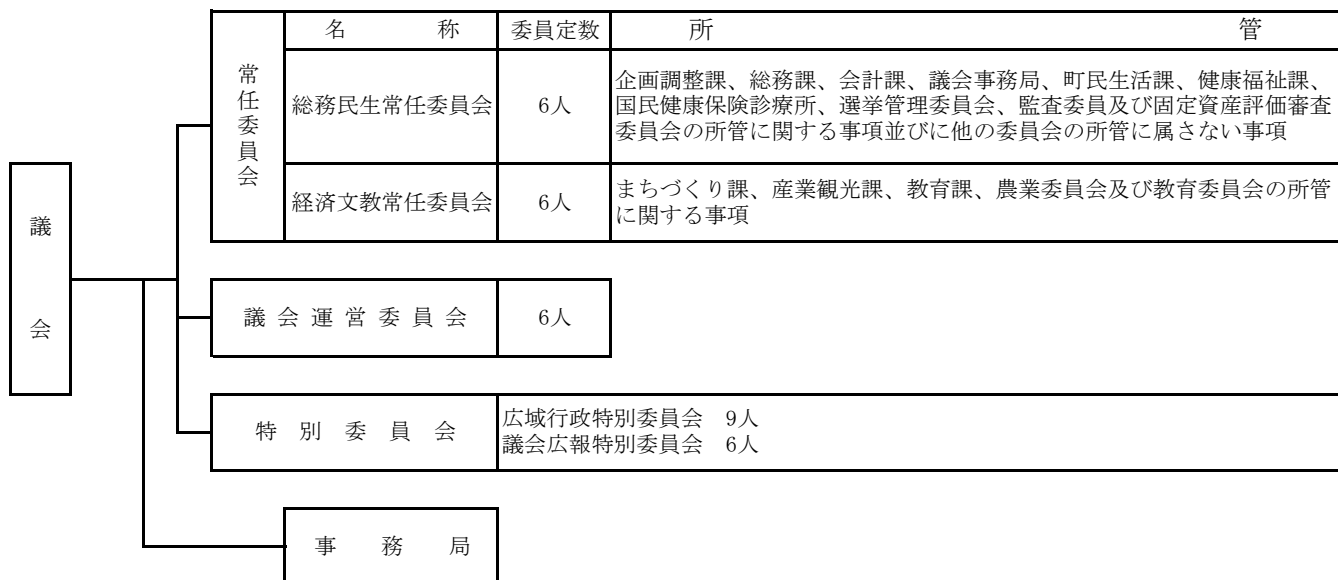 議会
常任委員会
名　称　委員定数　所　管
総務民生常任委員会　6人
企画調整課、総務課、会計課、議会事務局、町民生活課、健康福祉課、
国民健康保険診療所、選挙管理委員会、監査委員及び固定資産評価審査
委員会の所管に関する事項並びに他の委員会の所管に属さない事項
経済文教常任委員会　6人
まちづくり課、産業観光課、教育課、農業委員会及び教育委員会の所管
に関する事項
議会運営委員会　6人
特別委員会
広域行政特別委員会　9人
議会広報特別委員会　6人
事務局